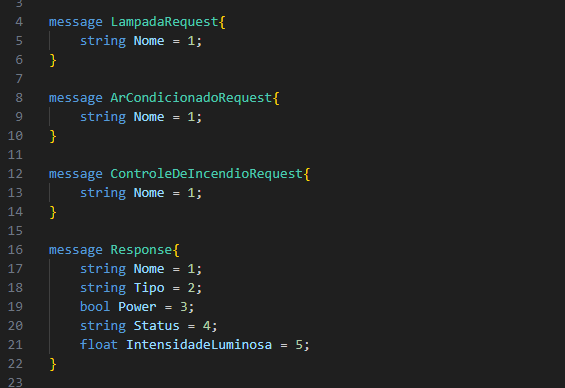 3
4 message LampadaRequest{
5 string Nome = 1;
6 }
7
8 message ArCondicionadoRequest{
9 string Nome = 1;
10 }
11
12 message ControleDeIncendioRequest{
13 string Nome = 1;
14 }
15
16 message Response{
17 string Nome = 1;
18 string Tipo = 2;
19 bool Power = 3;
20 string Status = 4;
21 float IntensidadeLuminosa = 5;
22 }
23